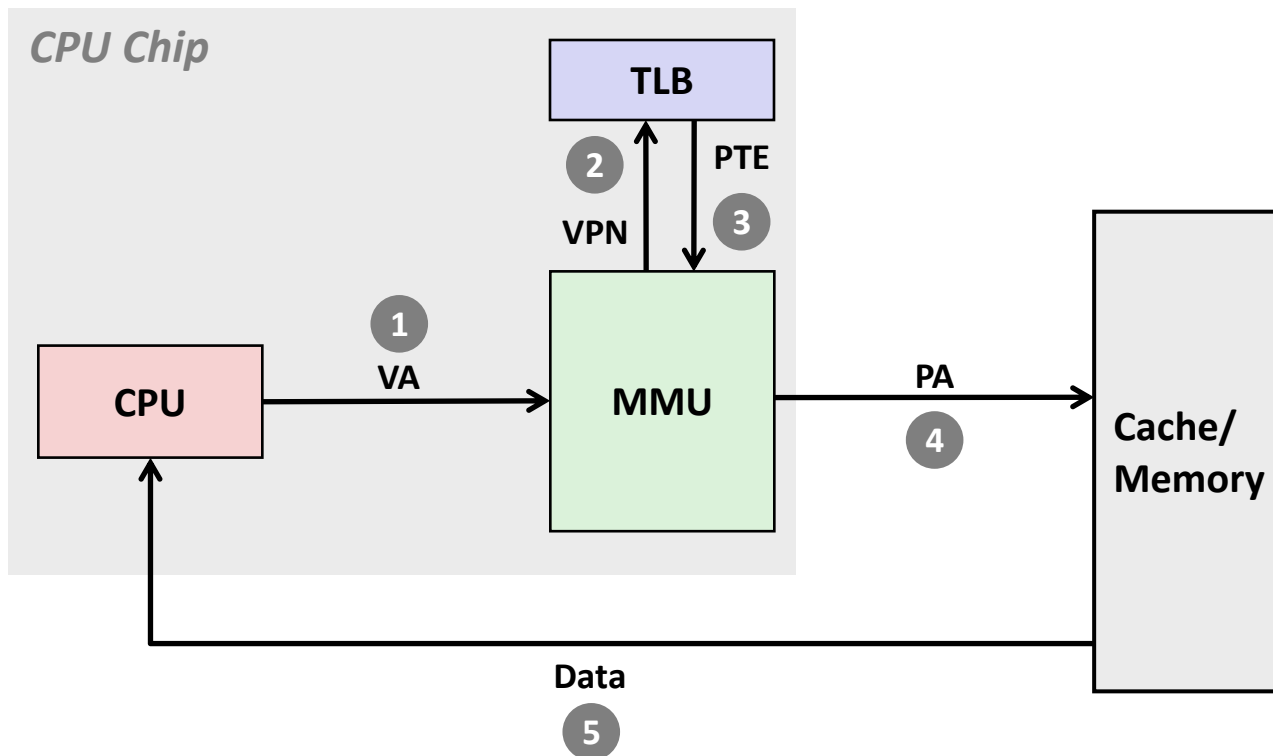 CPU Chip
TLB
2
PTE
VPN
3
1
VA
CPU
MMU
PA
4
Cache/
Memory
Data
5